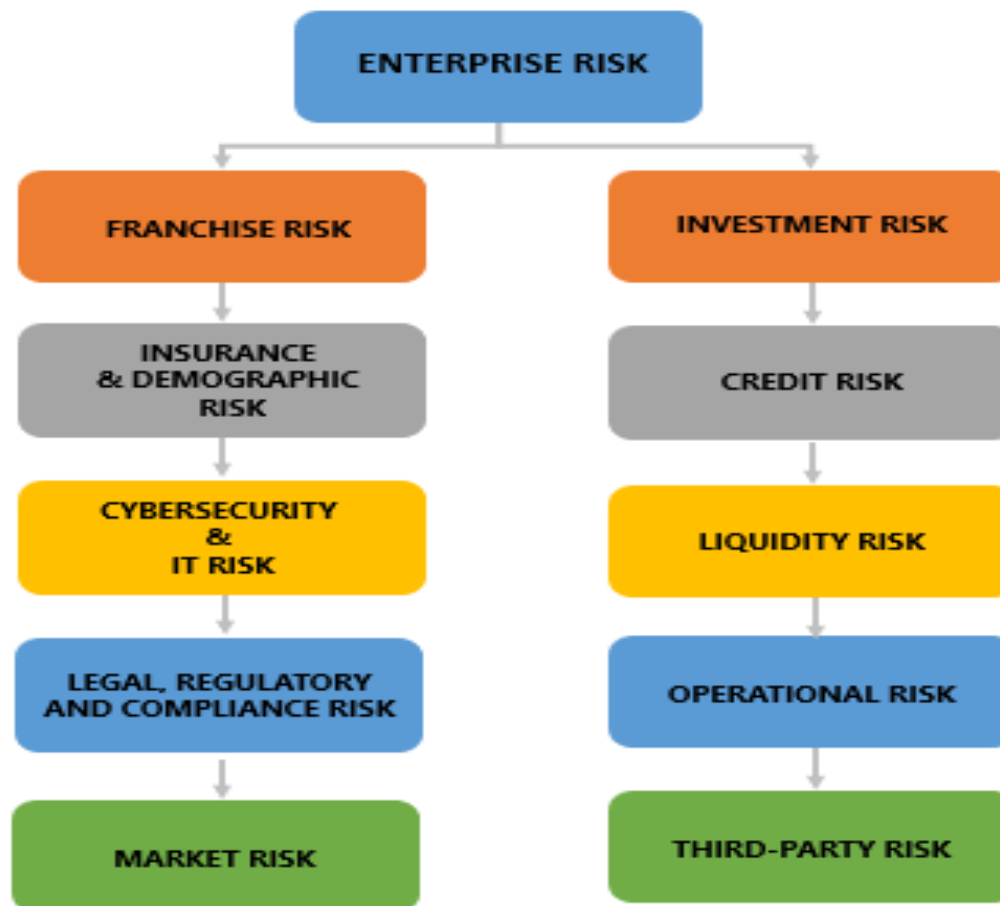 ENTERPRISE RISK
FRANCHISE RISK
INVESTMENT RISK
INSURANCE
& DEMOGRAPHIC
RISK
CREDIT RISK
CYBERSECURITY
&
IT RISK
LIQUIDITY RISK
LEGAL, REGULATORY
AND COMPLIANCE RISK
OPERATIONAL RISK
MARKET RISK
THIRD-PARTY RISK